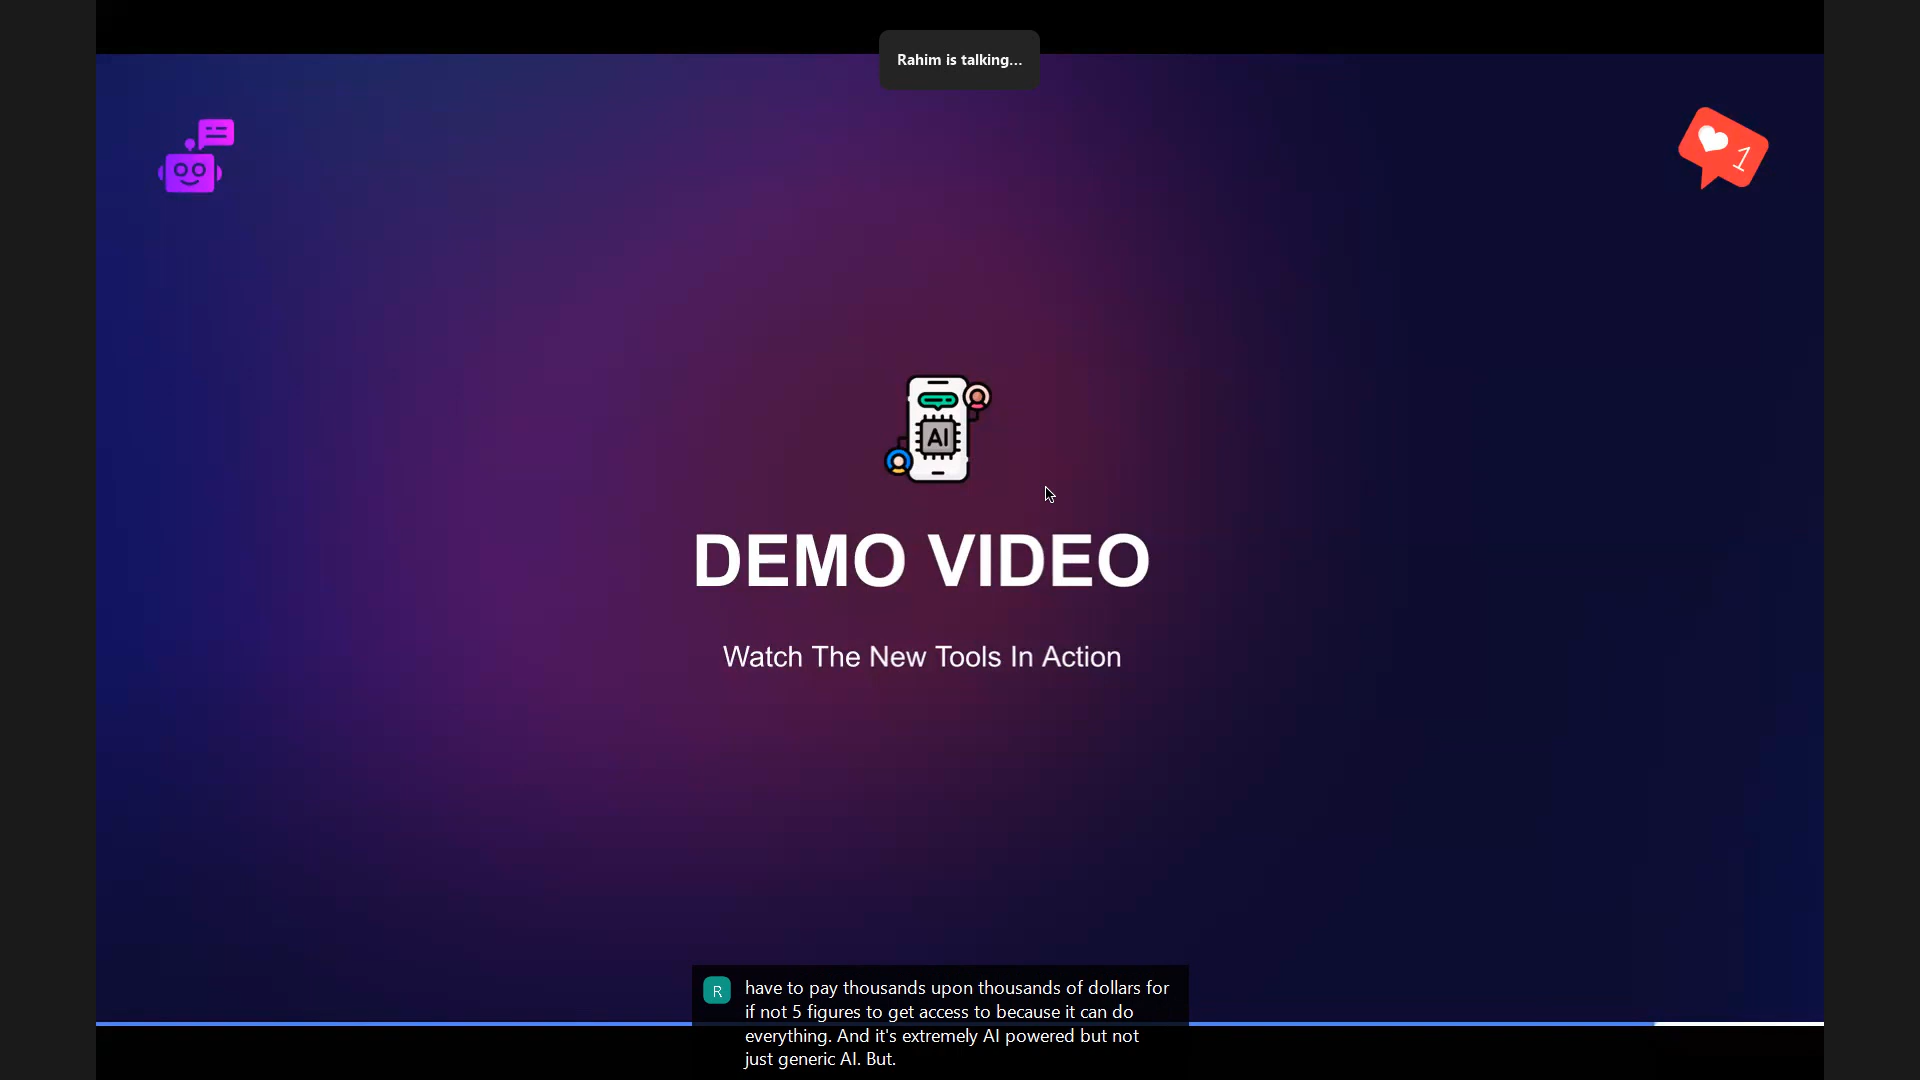 Rahim is talking...
1
AI
DEMO VIDEO
Watch The New Tools In Action
R
have to pay thousands upon thousands of dollars for
if not 5 figures to get access to because it can do
everything. And it's extremely AI powered but not
just generic AI. But.